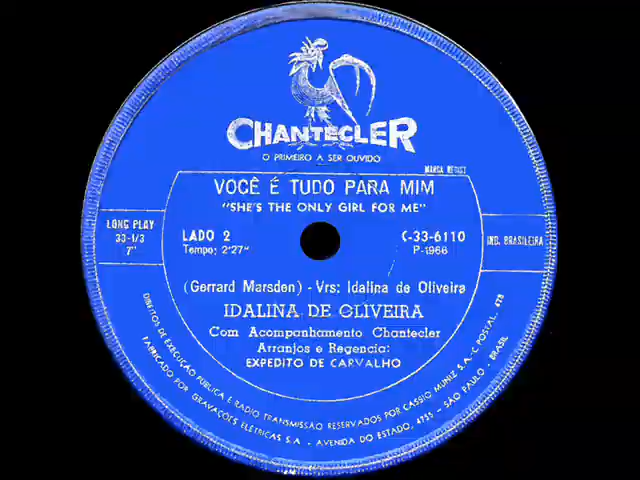 CHANTECLER
O PRIMEIRO A SER OUVIDO
MARCA REGIST
VOCÊ É TUDO PARA MIM
"SHE'S THE ONLY GIRL FOR ME"
LONG PLAY
33-1/3
7"
LADO 2
Tempo: 2:27"
C-33-6110
P-1966
IND. BRASILEIRA
(Gerrard Marsden) - Vrs: Idalina de Oliveira
IDALINA DE OLIVEIRA
Com Acompanhamento Chantecler
Arranjos e Regencia:
EXPEDITO DE CARVALHO
DIREITOS DE EXECUÇÃO PÚBLICA E RADIO TRANSMISSÃO RESERVADOS POR CASSIO MUNIZ S.A. - C. POSTAL, 478
FABRICADO POR GRAVAÇÕES ELÉTRICAS S.A. - AVENIDA DO ESTADO, 4755 - SÃO PAULO - BRASIL